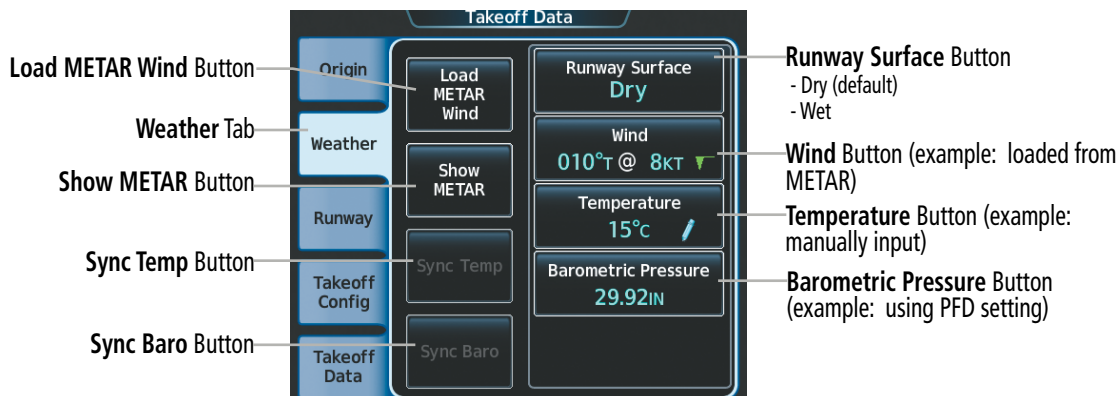 Takeoff Data
Load METAR Wind Button
Weather Tab
Show METAR Button
Sync Temp Button
Sync Baro Button
Origin
Weather
Runway
Takeoff
Config
Takeoff
Data
Load
METAR
Wind
Show
METAR
Sync Temp
Sync Baro
Runway Surface
Dry
Wind
010°T @ 8KT
Temperature
15°C
Barometric Pressure
29.92IN
Runway Surface Button
- Dry (default)
- Wet
Wind Button (example: loaded from
METAR)
Temperature Button (example:
manually input)
Barometric Pressure Button
(example: using PFD setting)